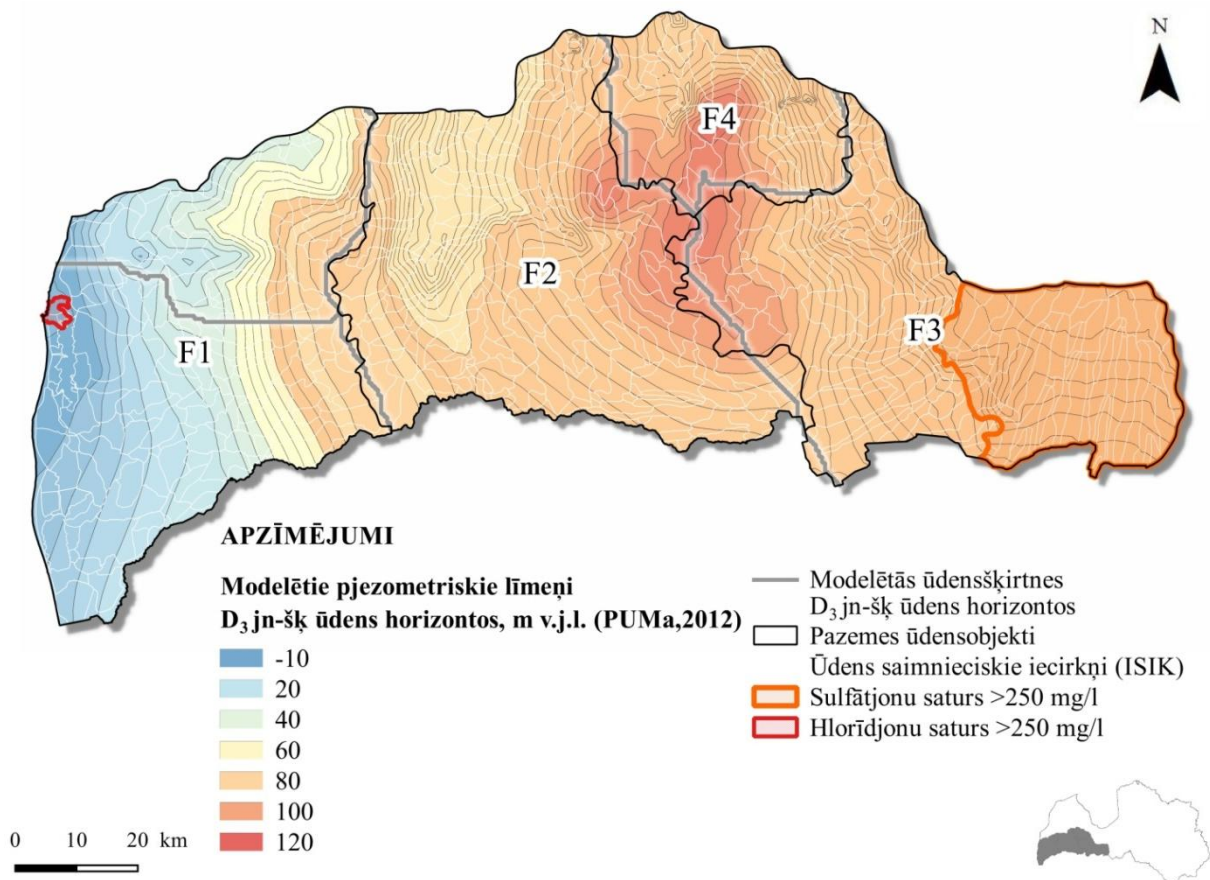 N
F4
F2
F3
F1
APZĪMĒJUMI
Modelētie pjezometriskie līmeņi
D₃ jn-šķ ūdens horizontos, m v.j.l. (PUMa,2012)
-10
20
40
60
80
100
120
Modelētās ūdensšķirtnes
D₃ jn-šķ ūdens horizontos
Pazemes ūdensobjekti
Ūdens saimnieciskie iecirkņi (ISIK)
Sulfātjonu saturs >250 mg/l
Hlorīdjonu saturs >250 mg/l
0 10 20 km